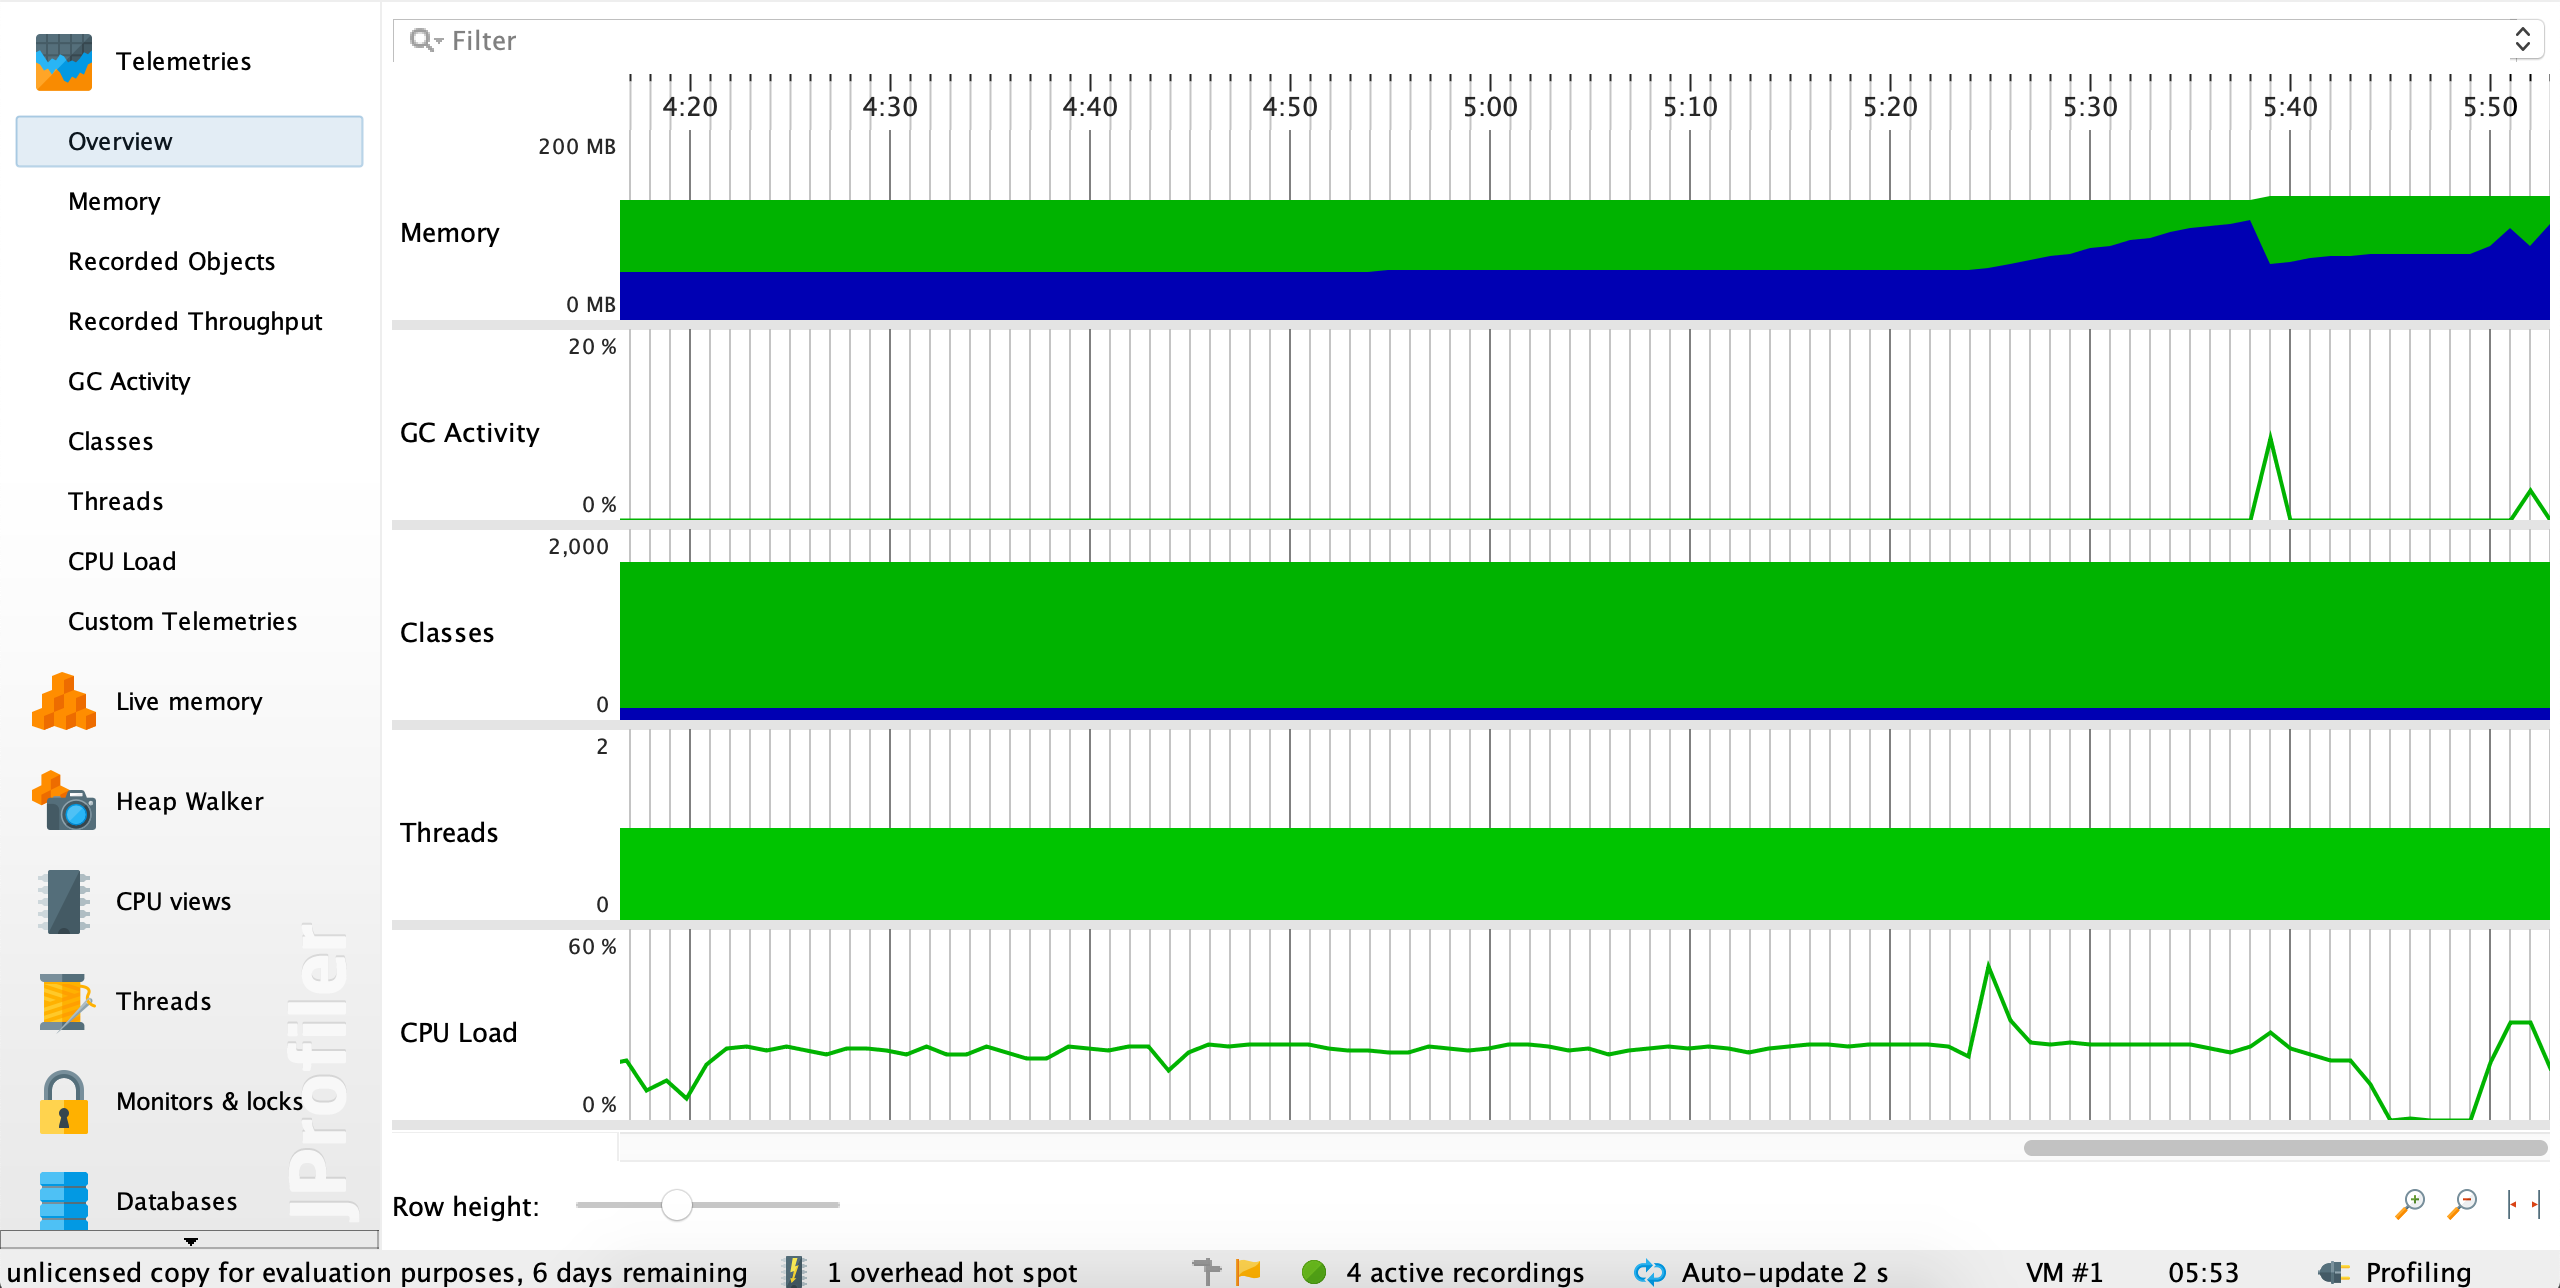 Telemetries
Overview
Memory
Recorded Objects
Recorded Throughput
GC Activity
Classes
Threads
CPU Load
Custom Telemetries
Live memory
Heap Walker
CPU views
Threads
Monitors & locks
Databases
JProfiler
Filter
4:20 4:30 4:40 4:50 5:00 5:10 5:20 5:30 5:40 5:50
200 MB
Memory
0 MB
20 %
GC Activity
0 %
2,000
Classes
0
2
Threads
0
60 %
CPU Load
0 %
Row height:
unlicensed copy for evaluation purposes, 6 days remaining 1 overhead hot spot 4 active recordings Auto-update 2 s VM #1 05:53 Profiling